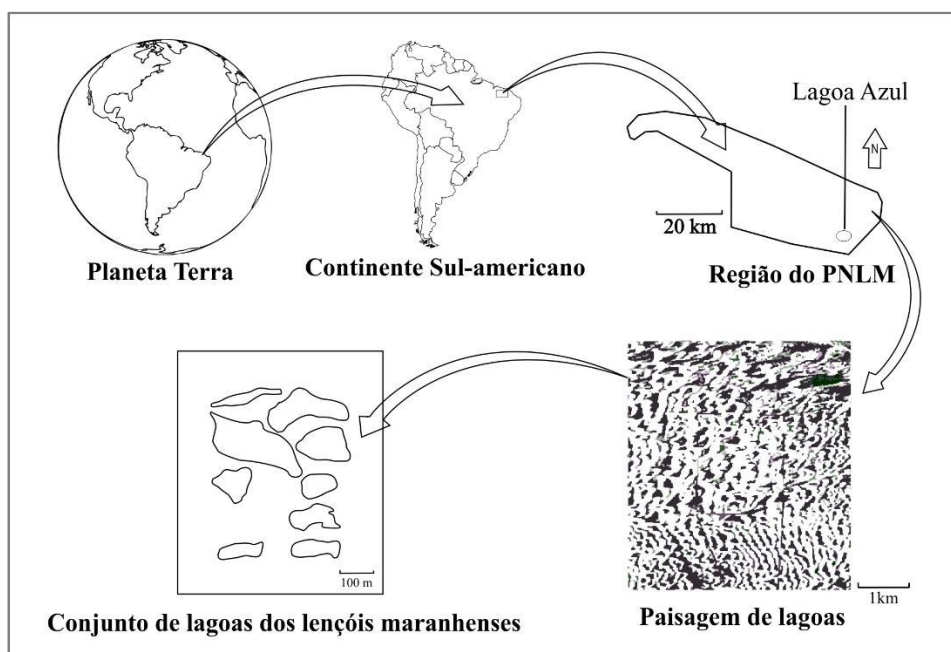 Planeta Terra
Continente Sul-americano
Lagoa Azul
N
20 km
Região do PNLM
100 m
Conjunto de lagoas dos lençóis maranhenses
1km
Paisagem de lagoas